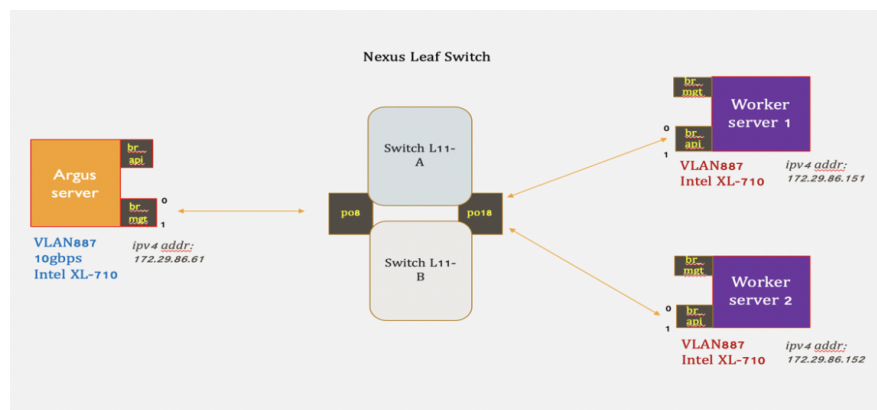 Nexus Leaf Switch
Argus
server
br_
api
br_
mgt
0
1
VLAN887
10gbps
Intel XL-710
ipv4 addr:
172.29.86.61
Switch L11-
A
po8
po18
Switch L11-
B
br_
mgt
Worker
server 1
0
br_
api
1
VLAN887
Intel XL-710
ipv4 addr:
172.29.86.151
br_
mgt
Worker
server 2
0
br_
api
1
VLAN887
Intel XL-710
ipv4 addr:
172.29.86.152